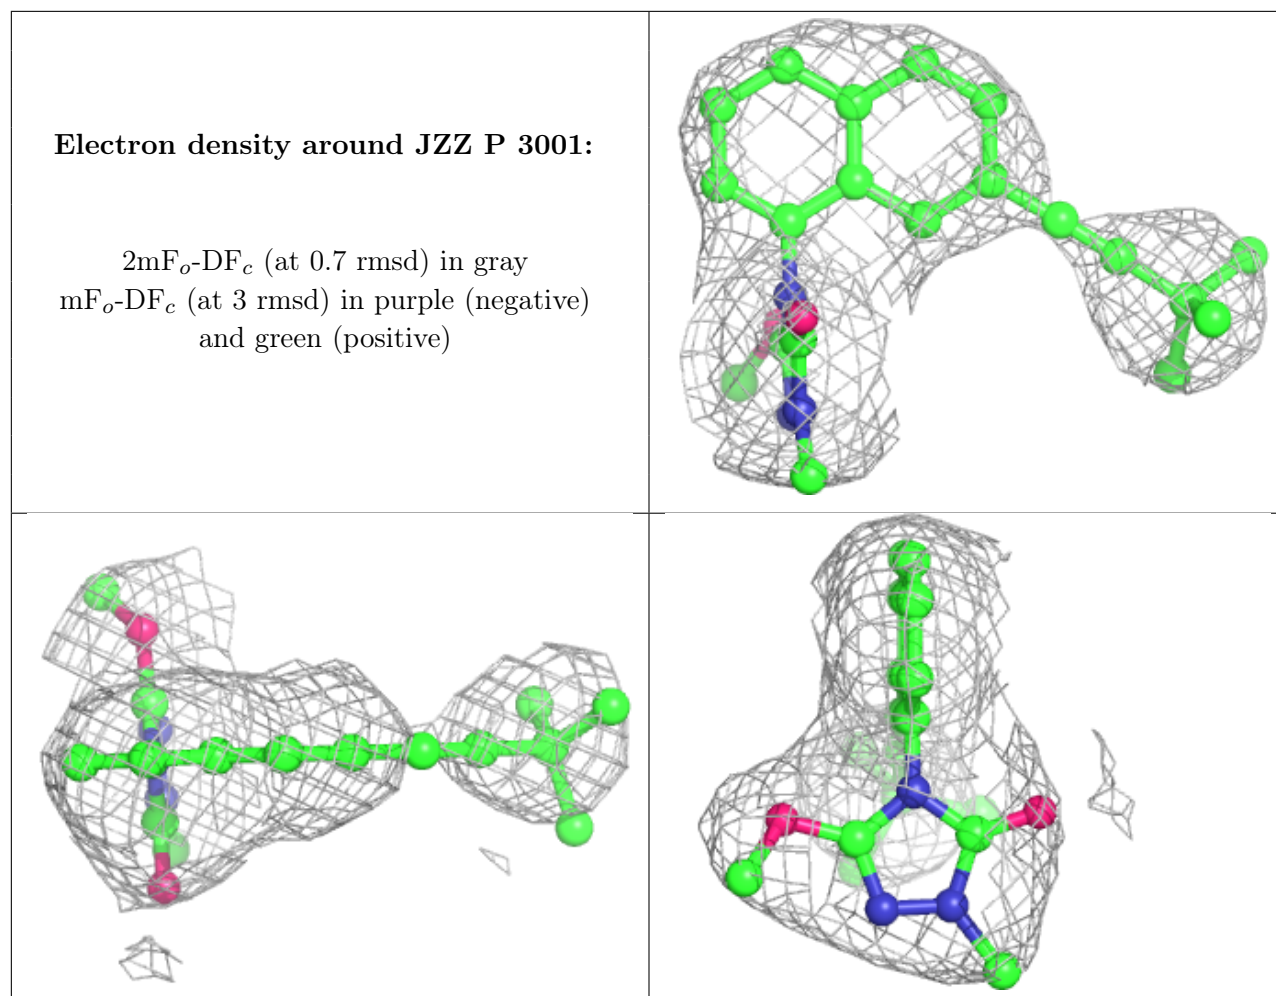 Electron density around JZZ P 3001:
2mFo-DFc (at 0.7 rmsd) in gray
mFo-DFc (at 3 rmsd) in purple (negative)
and green (positive)